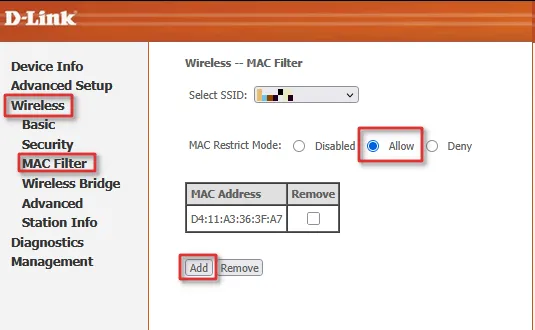 D-Link
Device Info
Advanced Setup
Wireless
Basic
Security
MAC Filter
Wireless Bridge
Advanced
Station Info
Diagnostics
Management
Wireless -- MAC Filter
Select SSID:
MAC Restrict Mode: Disabled Allow Deny
MAC Address Remove
D4:11:A3:36:3F:A7
Add Remove